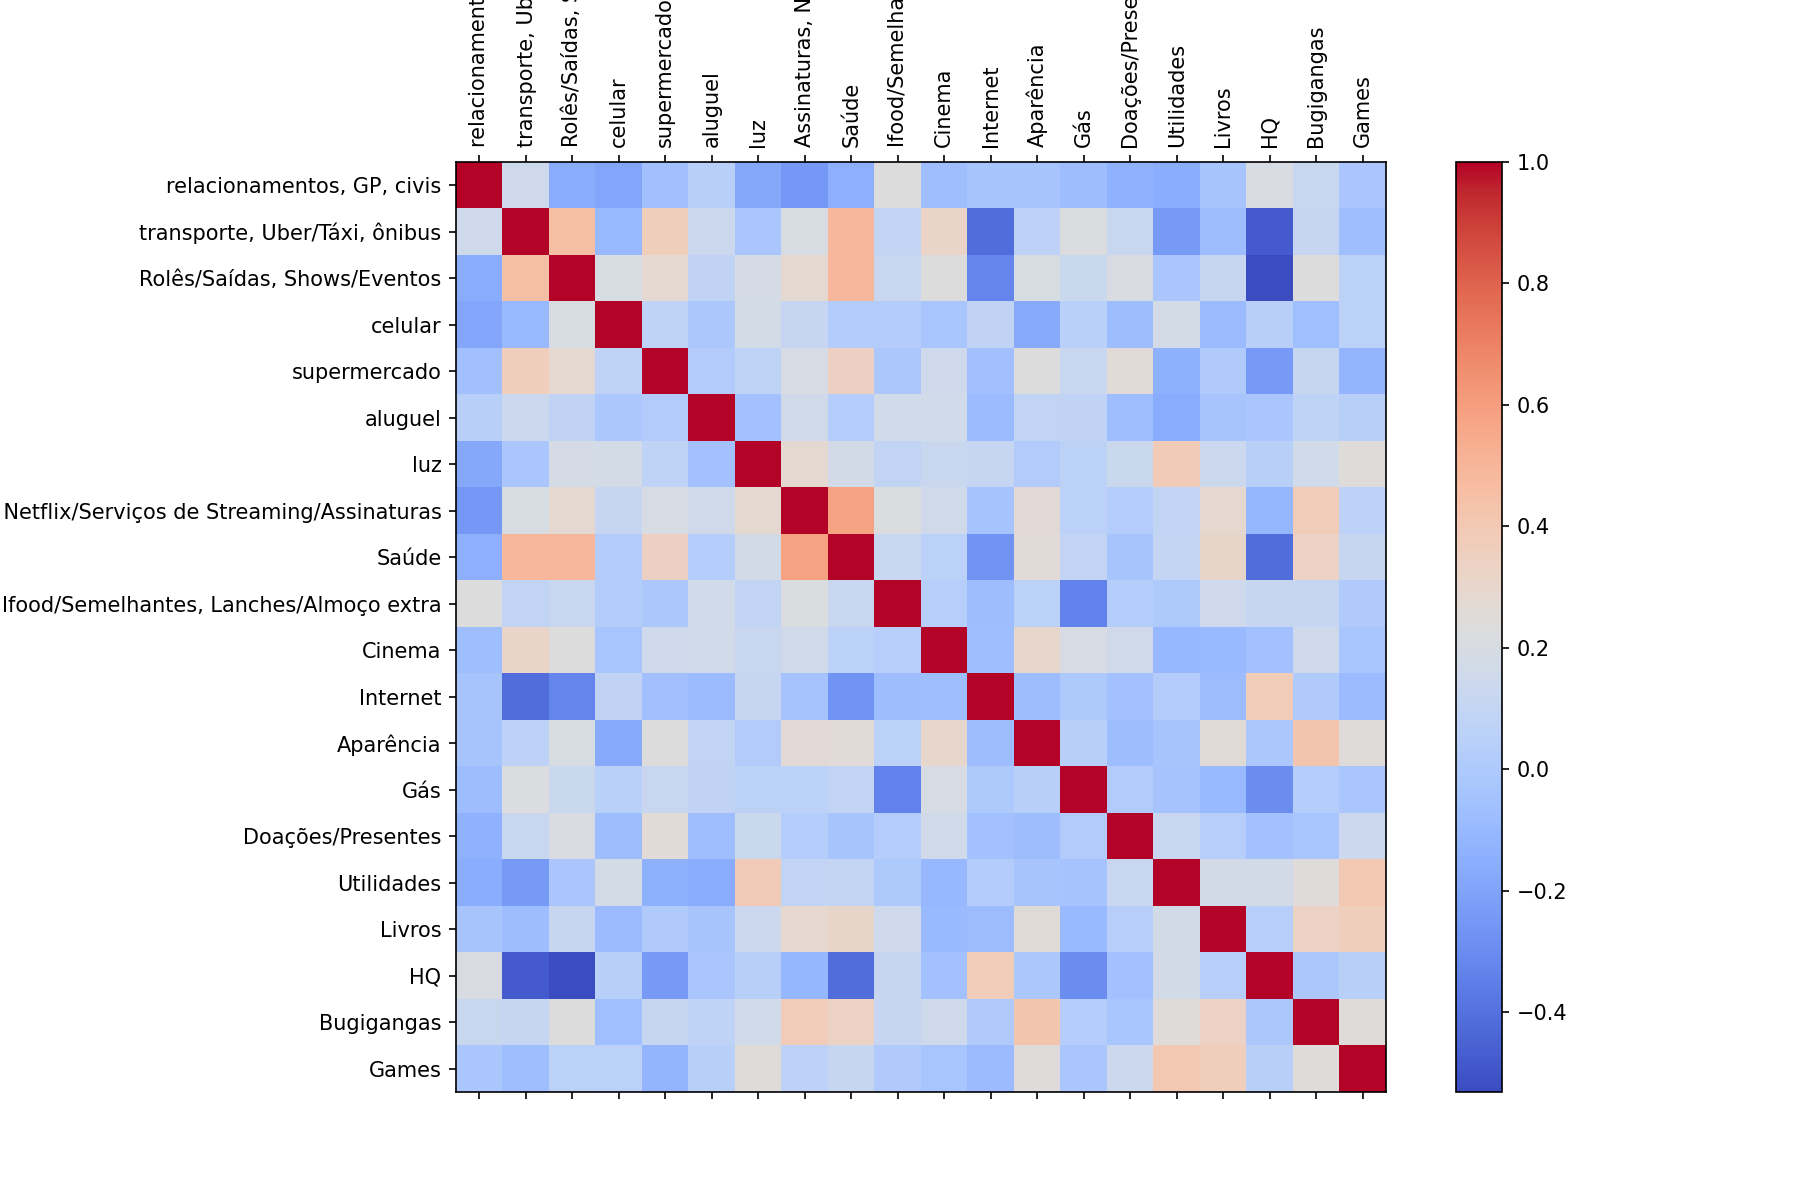 relacionament
transporte, Ub
Rolês/Saídas,
celular
supermercado
aluguel
luz
Assinaturas, N
Saúde
Ifood/Semelha
Cinema
Internet
Aparência
Gás
Doações/Prese
Utilidades
Livros
HQ
Bugigangas
Games
relacionamentos, GP, civis
transporte, Uber/Táxi, ônibus
Rolês/Saídas, Shows/Eventos
celular
supermercado
aluguel
luz
Netflix/Serviços de Streaming/Assinaturas
Saúde
Ifood/Semelhantes, Lanches/Almoço extra
Cinema
Internet
Aparência
Gás
Doações/Presentes
Utilidades
Livros
HQ
Bugigangas
Games
1.0
0.8
0.6
0.4
0.2
0.0
−0.2
−0.4